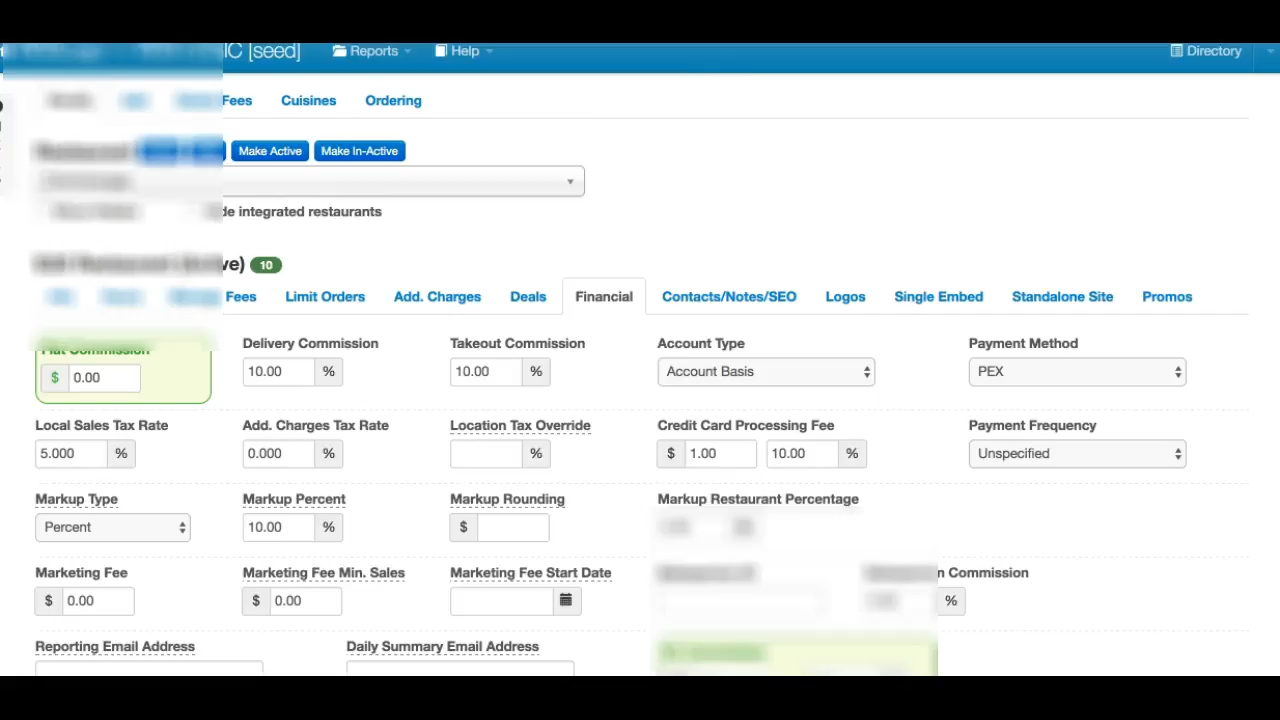 IC [seed] Reports Help Directory
Fees Cuisines Ordering
Make Active Make In-Active
de integrated restaurants
ve) 10
Fees Limit Orders Add. Charges Deals Financial Contacts/Notes/SEO Logos Single Embed Standalone Site Promos
Flat Commission Delivery Commission Takeout Commission Account Type Payment Method
$ 0.00 10.00 % 10.00 % Account Basis PEX
Local Sales Tax Rate Add. Charges Tax Rate Location Tax Override Credit Card Processing Fee Payment Frequency
5.000 % 0.000 % % $ 1.00 10.00 % Unspecified
Markup Type Markup Percent Markup Rounding Markup Restaurant Percentage
Percent 10.00 % $
Marketing Fee Marketing Fee Min. Sales Marketing Fee Start Date n Commission
$ 0.00 $ 0.00 %
Reporting Email Address Daily Summary Email Address